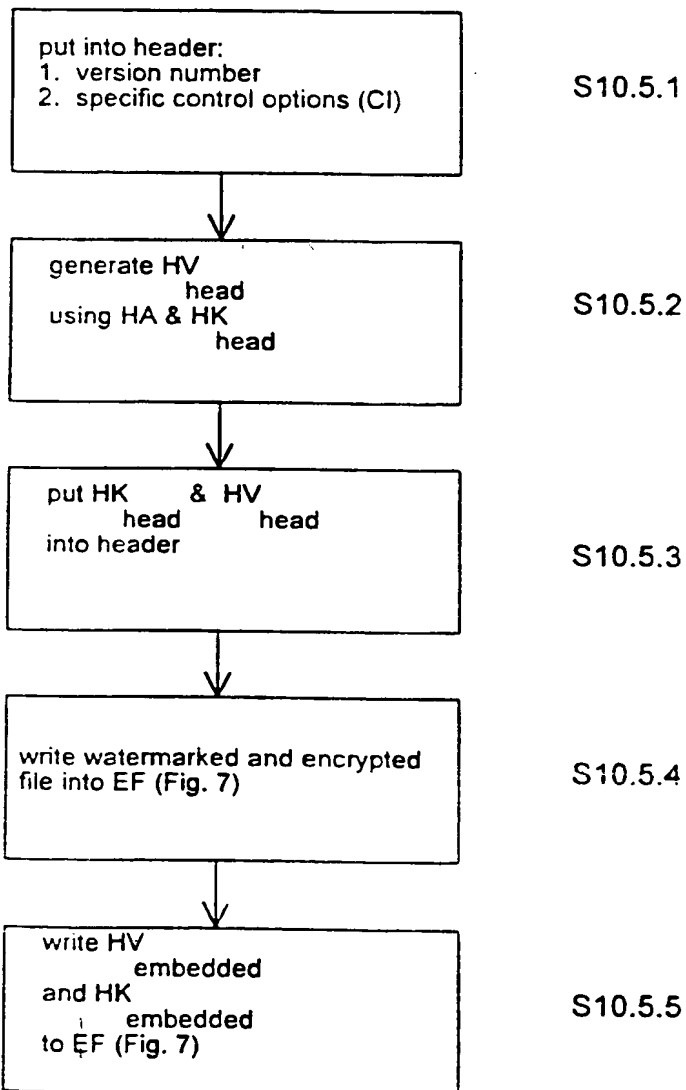 put into header:
1. version number
2. specific control options (CI)
S10.5.1
generate HV
head
using HA & HK
head
S10.5.2
put HK & HV
head head
into header
S10.5.3
write watermarked and encrypted
file into EF (Fig. 7)
S10.5.4
write HV
embedded
and HK
embedded
to EF (Fig. 7)
S10.5.5